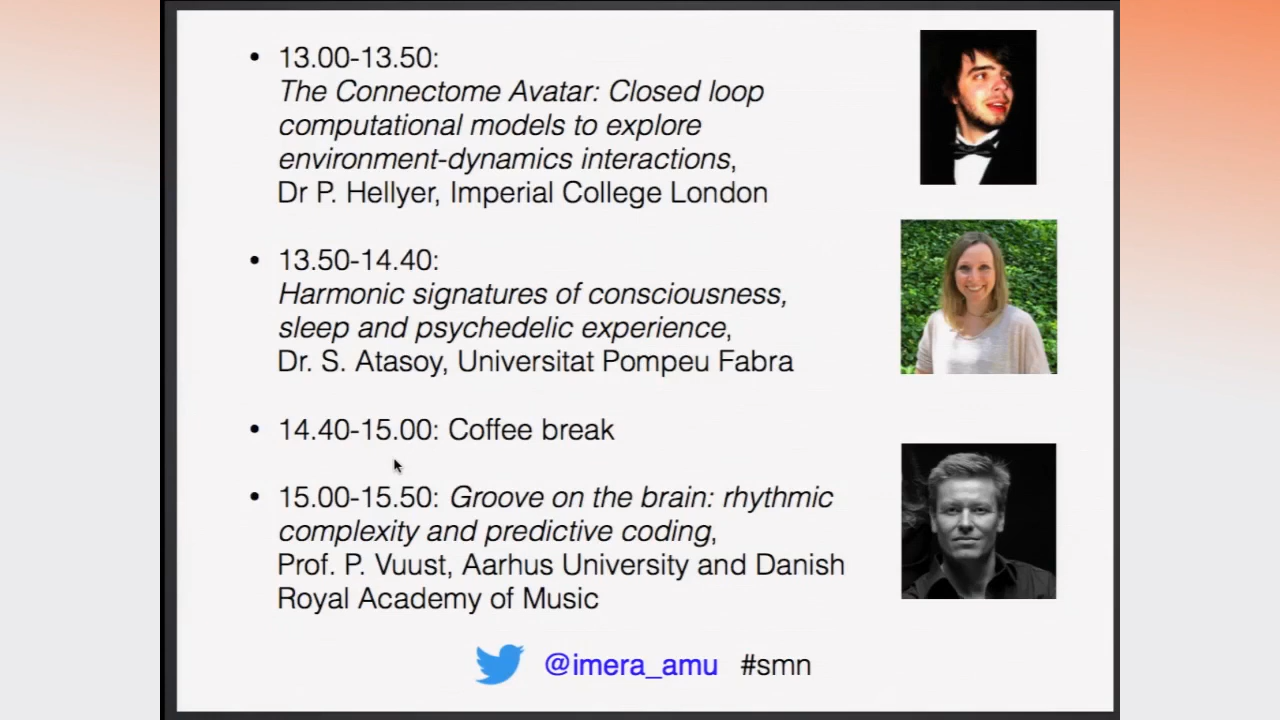 • 13.00-13.50:
The Connectome Avatar: Closed loop
computational models to explore
environment-dynamics interactions,
Dr P. Hellyer, Imperial College London
• 13.50-14.40:
Harmonic signatures of consciousness,
sleep and psychedelic experience,
Dr. S. Atasoy, Universitat Pompeu Fabra
• 14.40-15.00: Coffee break
• 15.00-15.50: Groove on the brain: rhythmic
complexity and predictive coding,
Prof. P. Vuust, Aarhus University and Danish
Royal Academy of Music
@imera_amu #smn